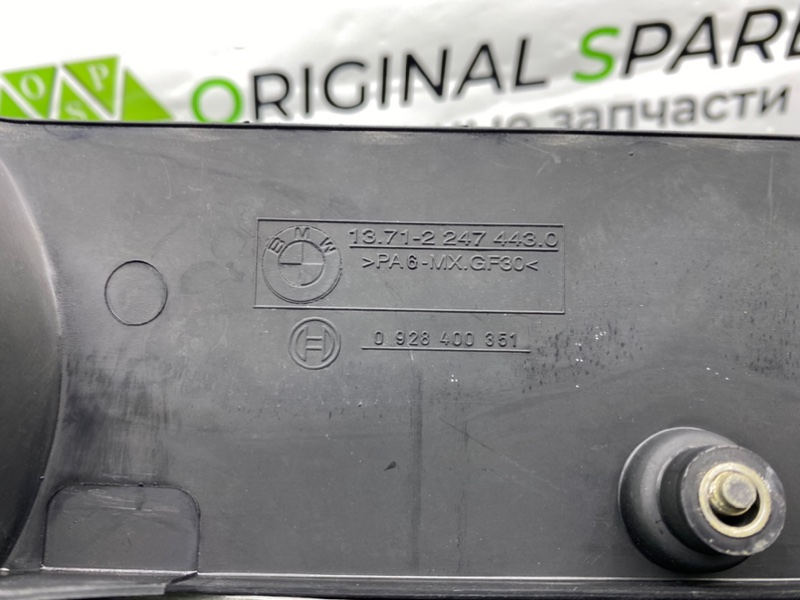 O P S
ORIGINAL SPARE
запчасти
BMW
13.71-2 247 443.0
>PA6-MX.GF30<
H
0 928 400 351